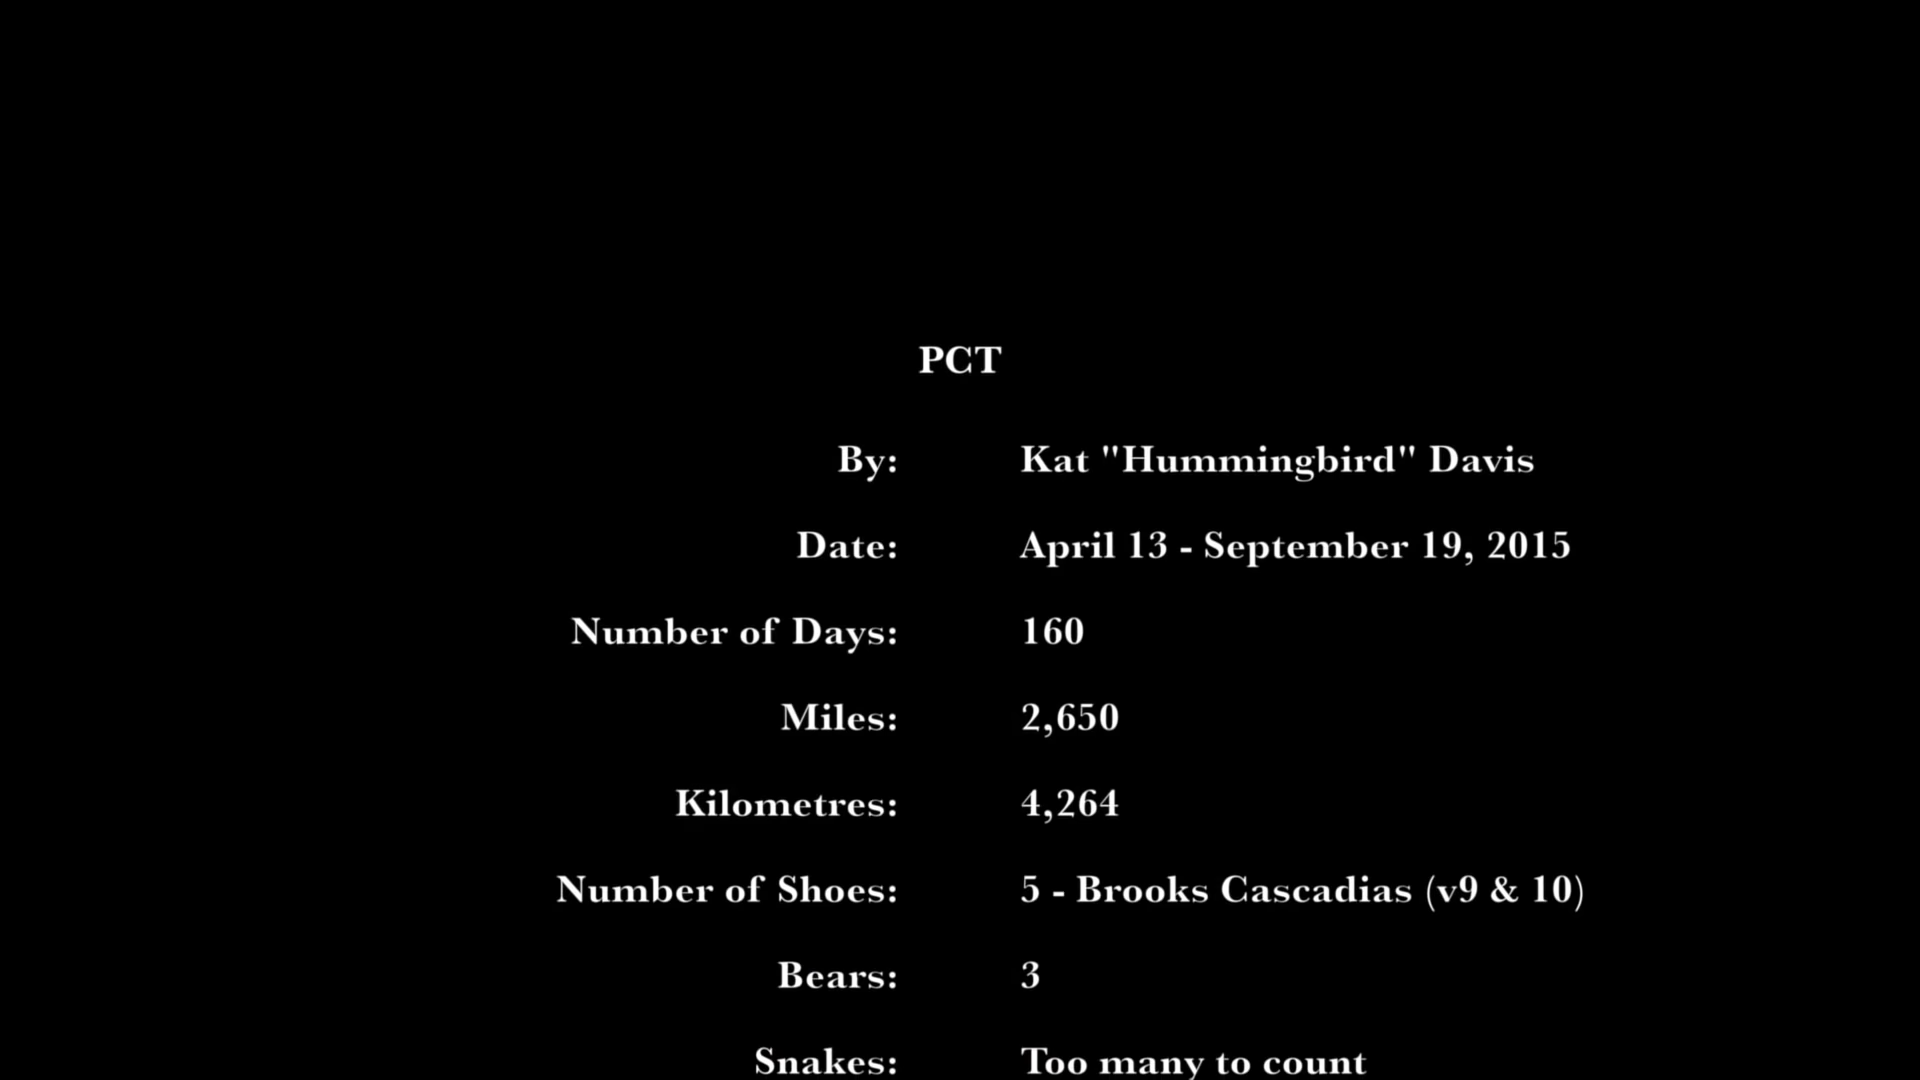 PCT
By: Kat "Hummingbird" Davis
Date: April 13 - September 19, 2015
Number of Days: 160
Miles: 2,650
Kilometres: 4,264
Number of Shoes: 5 - Brooks Cascadias (v9 & 10)
Bears: 3
Snakes: Too many to count